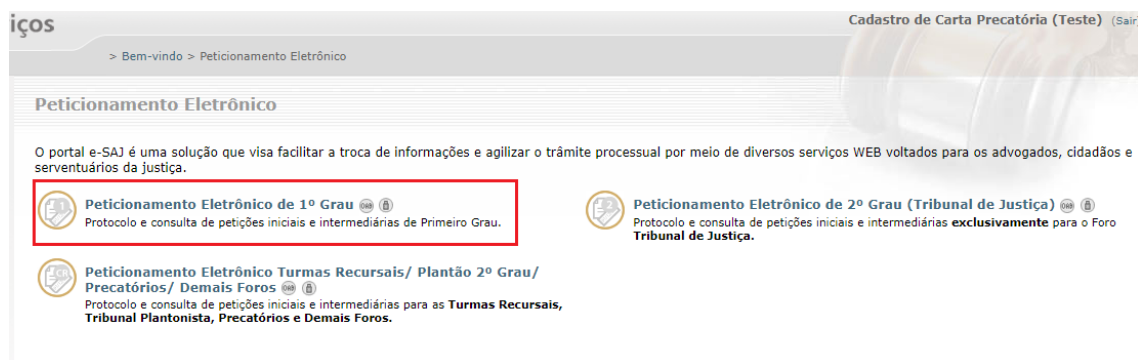 iços
Cadastro de Carta Precatória (Teste) (Sair)
> Bem-vindo > Peticionamento Eletrônico
Peticionamento Eletrônico
O portal e-SAJ é uma solução que visa facilitar a troca de informações e agilizar o trâmite processual por meio de diversos serviços WEB voltados para os advogados, cidadãos e
serventuários da justiça.
Peticionamento Eletrônico de 1º Grau
Protocolo e consulta de petições iniciais e intermediárias de Primeiro Grau.
Peticionamento Eletrônico de 2º Grau (Tribunal de Justiça)
Protocolo e consulta de petições iniciais e intermediárias exclusivamente para o Foro
Tribunal de Justiça.
Peticionamento Eletrônico Turmas Recursais/ Plantão 2º Grau/
Precatórios/ Demais Foros
Protocolo e consulta de petições iniciais e intermediárias para as Turmas Recursais,
Tribunal Plantonista, Precatórios e Demais Foros.